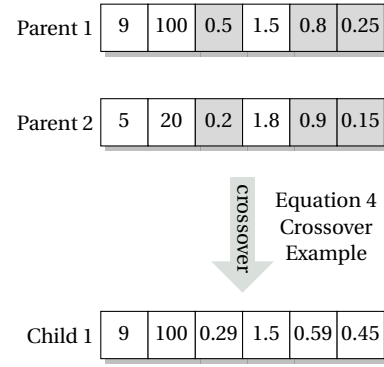 Parent 1 9 100 0.5 1.5 0.8 0.25
Parent 2 5 20 0.2 1.8 0.9 0.15
crossover
Equation 4
Crossover
Example
Child 1 9 100 0.29 1.5 0.59 0.45